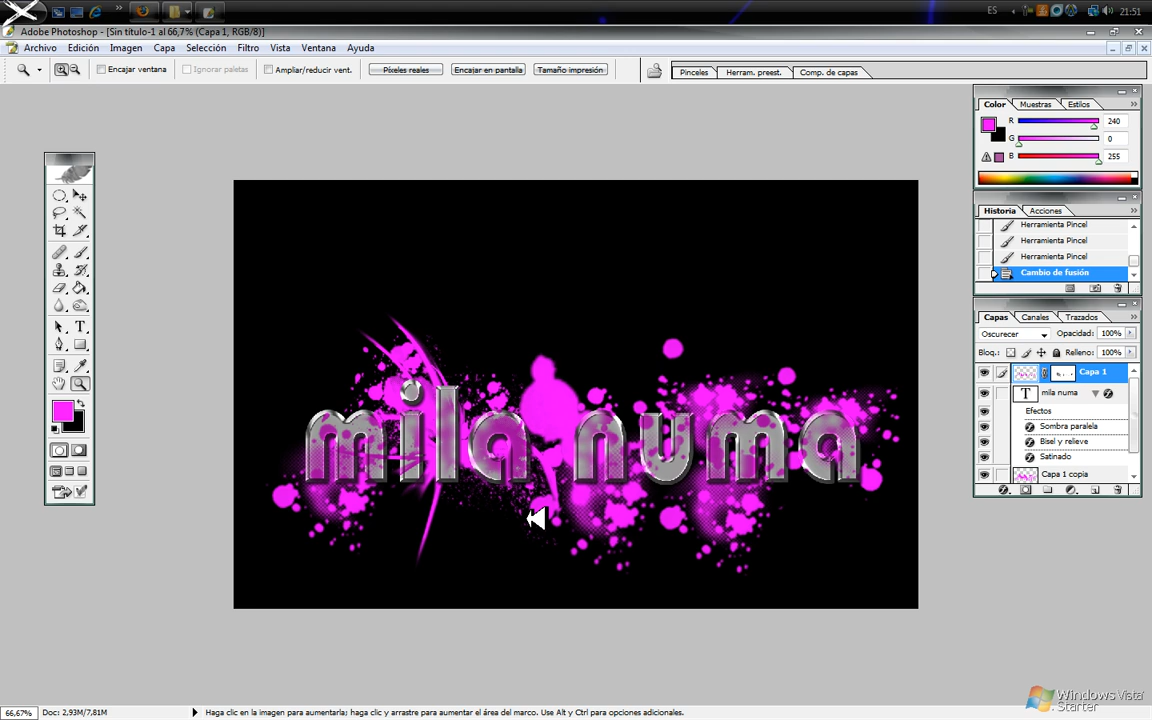 » ES 21:51
Adobe Photoshop - [Sin título-1 al 66,7% (Capa 1, RGB/8)]
Archivo Edición Imagen Capa Selección Filtro Vista Ventana Ayuda
Encajar ventana Ignorar paletas Ampliar/reducir vent. Píxeles reales Encajar en pantalla Tamaño impresión Pinceles Herram. preest. Comp. de capas
Color Muestras Estilos
R 240
G 0
B 255
Historia Acciones
Herramienta Pincel
Herramienta Pincel
Herramienta Pincel
Cambio de fusión
Capas Canales Trazados
Oscurecer Opacidad: 100%
Bloq.: Relleno: 100%
Capa 1
T mila numa
Efectos
Sombra paralela
Bisel y relieve
Satinado
Capa 1 copia
T
mila numa
Windows Vista™
Starter
66,67% Doc: 2,93M/7,81M Haga clic en la imagen para aumentarla; haga clic y arrastre para aumentar el área del marco. Use Alt y Ctrl para opciones adicionales.